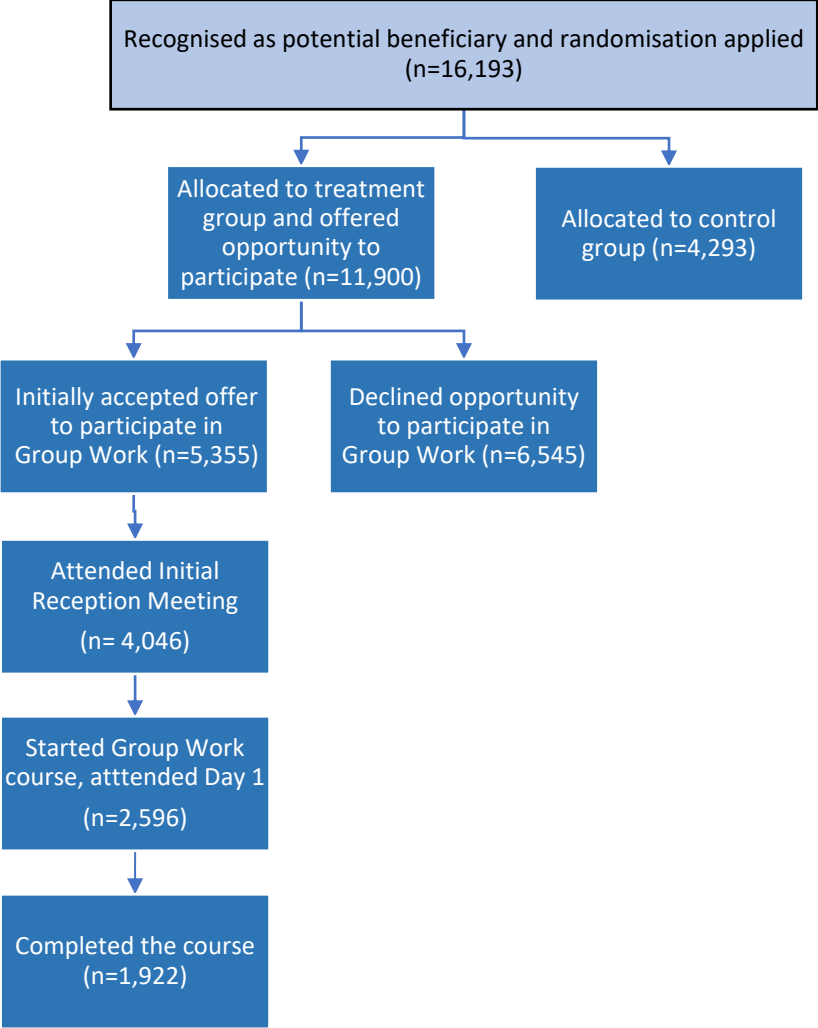 Recognised as potential beneficiary and randomisation applied
(n=16,193)
Allocated to treatment
group and offered
opportunity to
participate (n=11,900)
Allocated to control
group (n=4,293)
Initially accepted offer
to participate in
Group Work (n=5,355)
Declined opportunity
to participate in
Group Work (n=6,545)
Attended Initial
Reception Meeting
(n= 4,046)
Started Group Work
course, atttended Day 1
(n=2,596)
Completed the course
(n=1,922)